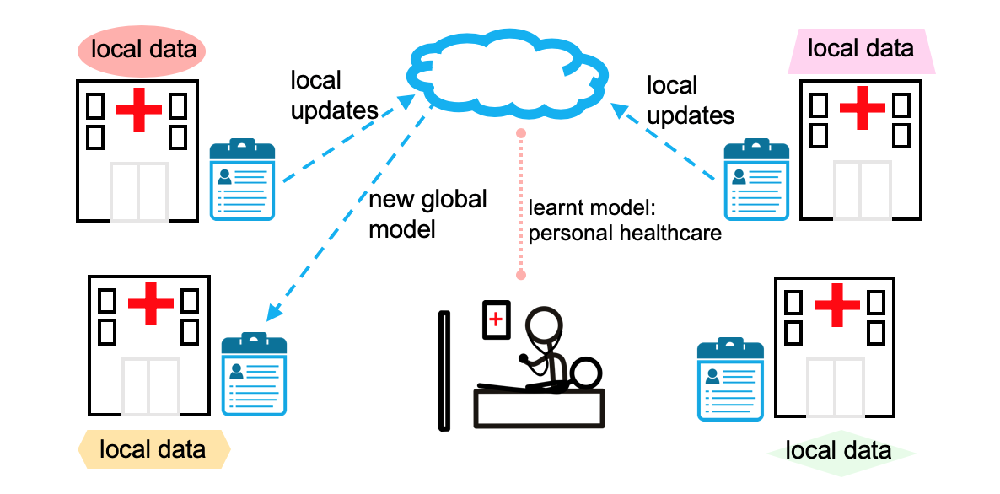 local data
local data
local
updates
local
updates
new global
model
learnt model:
personal healthcare
local data
local data